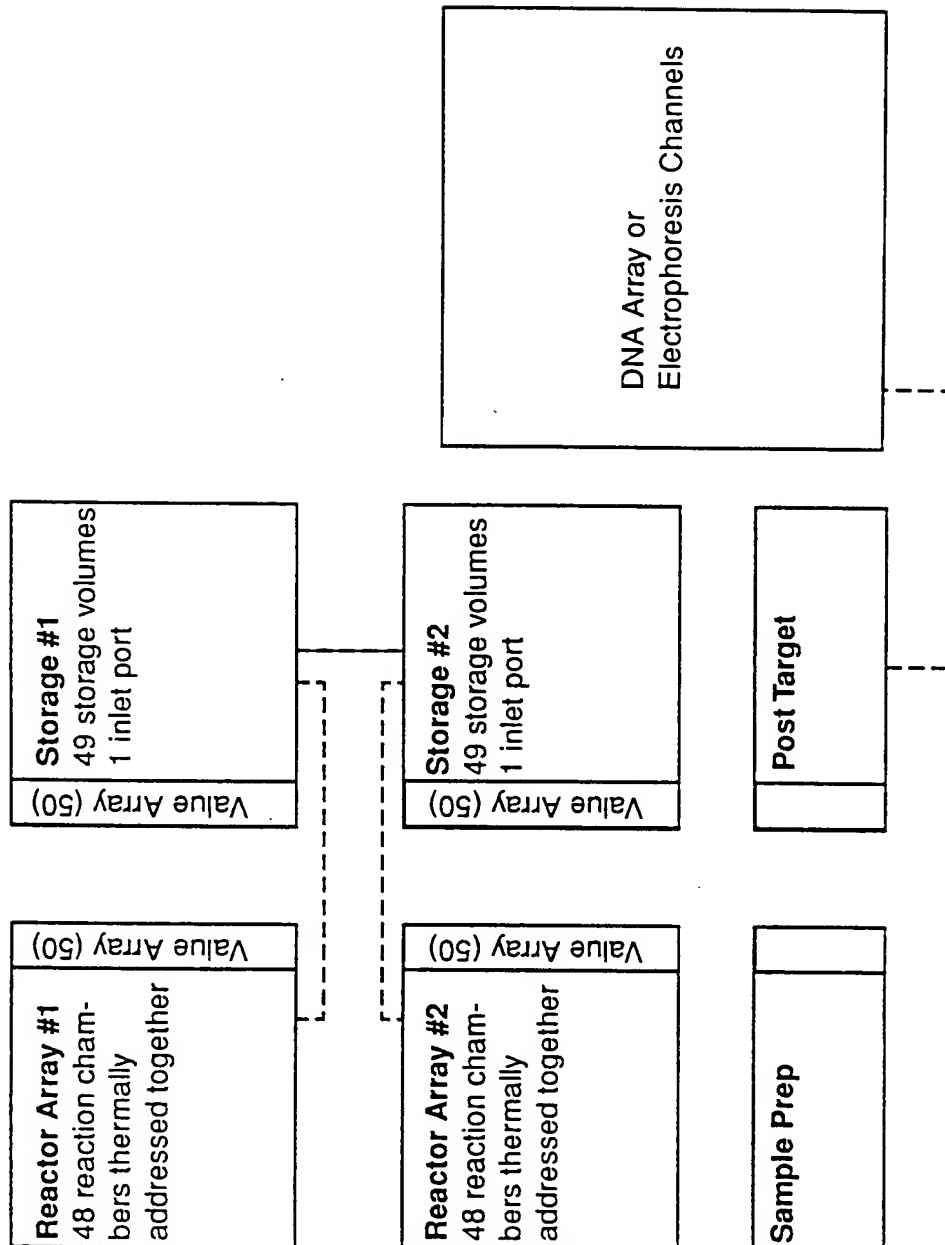 Reactor Array #1
48 reaction cham-
bers thermally
addressed together
Value Array (50)
Storage #1
49 storage volumes
1 inlet port
Value Array (50)
Reactor Array #2
48 reaction cham-
bers thermally
addressed together
Value Array (50)
Storage #2
49 storage volumes
1 inlet port
Value Array (50)
Sample Prep
Post Target
DNA Array or
Electrophoresis Channels